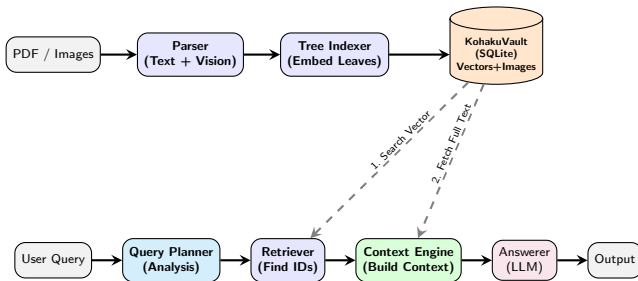 PDF / Images
Parser
(Text + Vision)
Tree Indexer
(Embed Leaves)
KohakuVault
(SQLite)
Vectors+Images
1. Search Vector
2. Fetch Full Text
User Query
Query Planner
(Analysis)
Retriever
(Find IDs)
Context Engine
(Build Context)
Answerer
(LLM)
Output